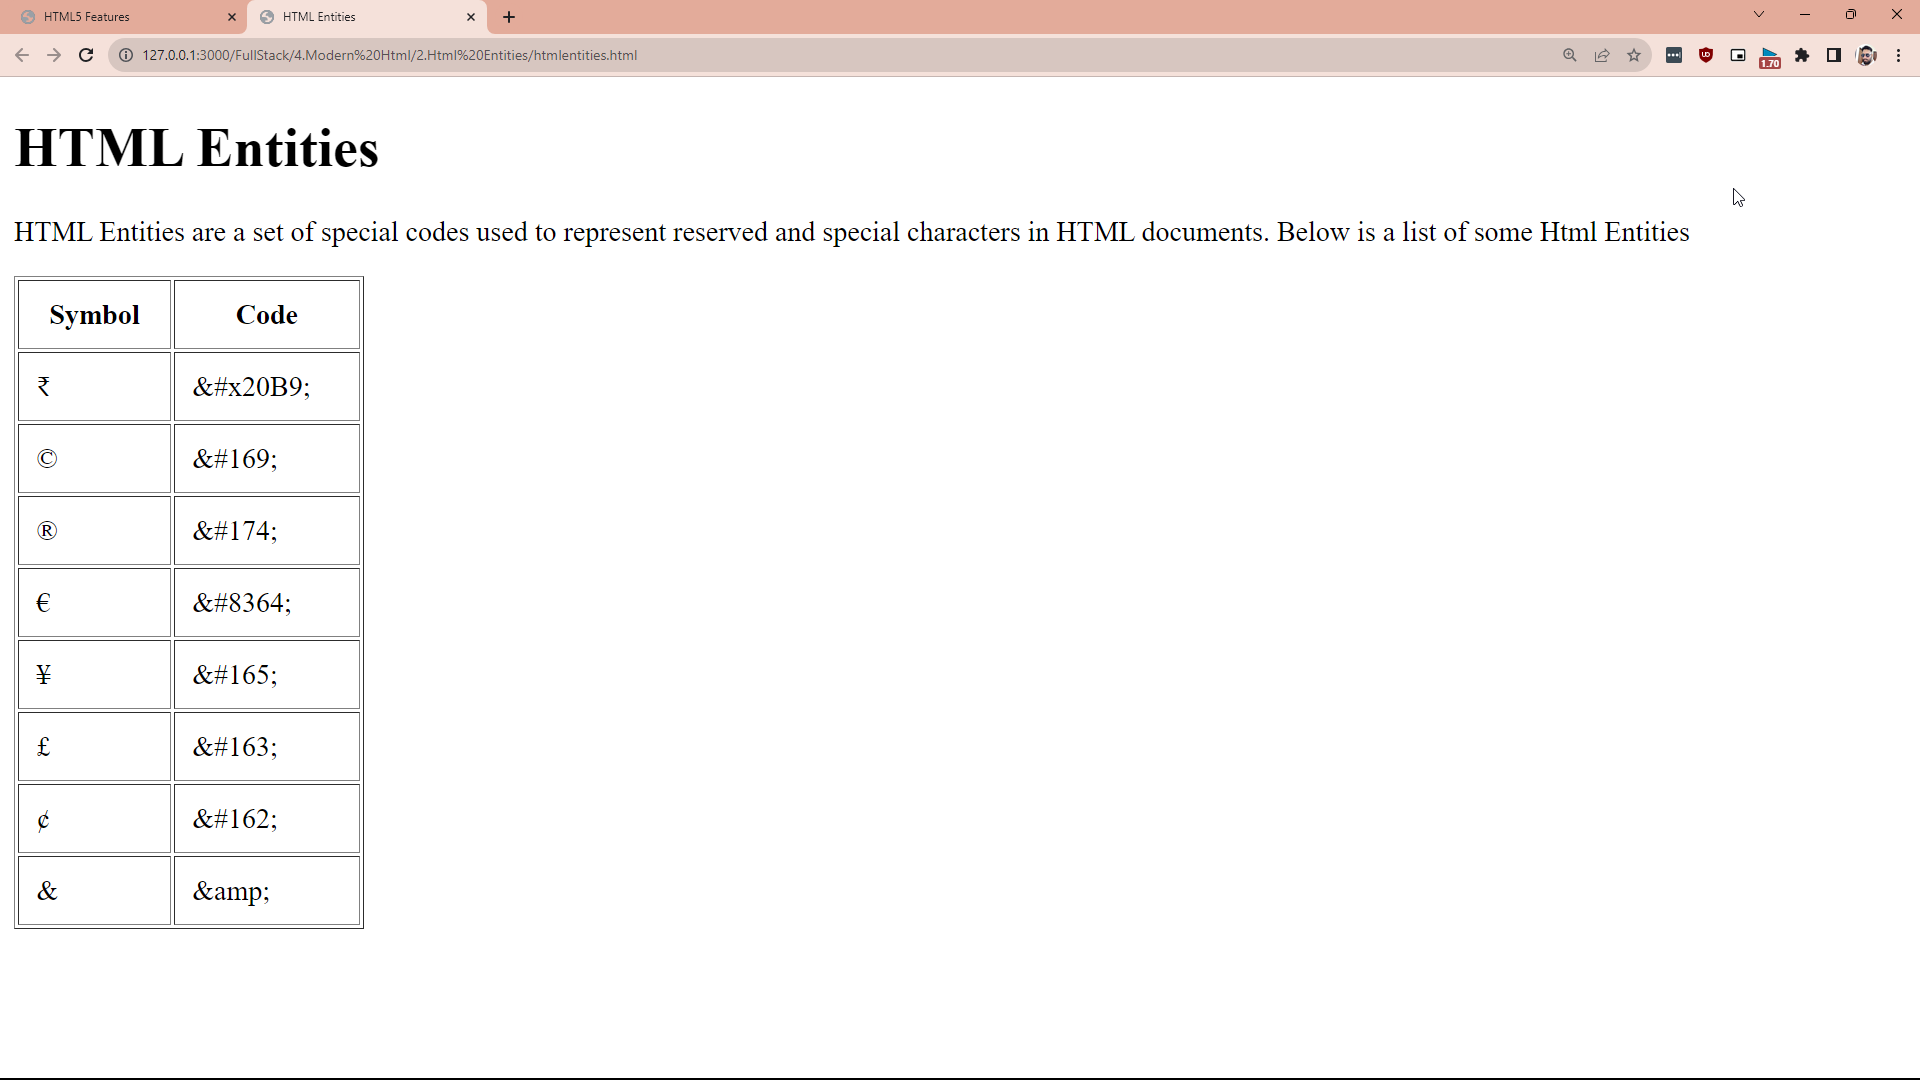 HTML5 Features
HTML Entities
127.0.0.1:3000/FullStack/4.Modern%20Html/2.Html%20Entities/htmlentities.html
1.70
HTML Entities
HTML Entities are a set of special codes used to represent reserved and special characters in HTML documents. Below is a list of some Html Entities
Symbol Code
₹ &#x20B9;
© &#169;
® &#174;
€ &#8364;
¥ &#165;
£ &#163;
¢ &#162;
& &amp;